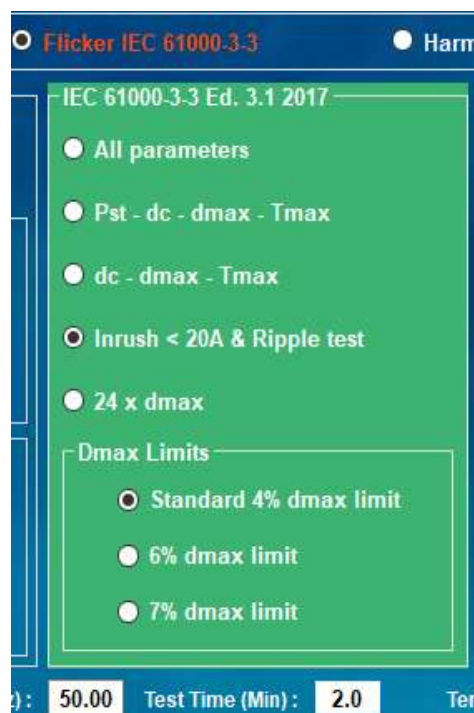 Flicker IEC 61000-3-3
IEC 61000-3-3 Ed. 3.1 2017
All parameters
Pst - dc - dmax - Tmax
dc - dmax - Tmax
Inrush < 20A & Ripple test
24 x dmax
Dmax Limits
Standard 4% dmax limit
6% dmax limit
7% dmax limit
50.00 Test Time (Min) : 2.0